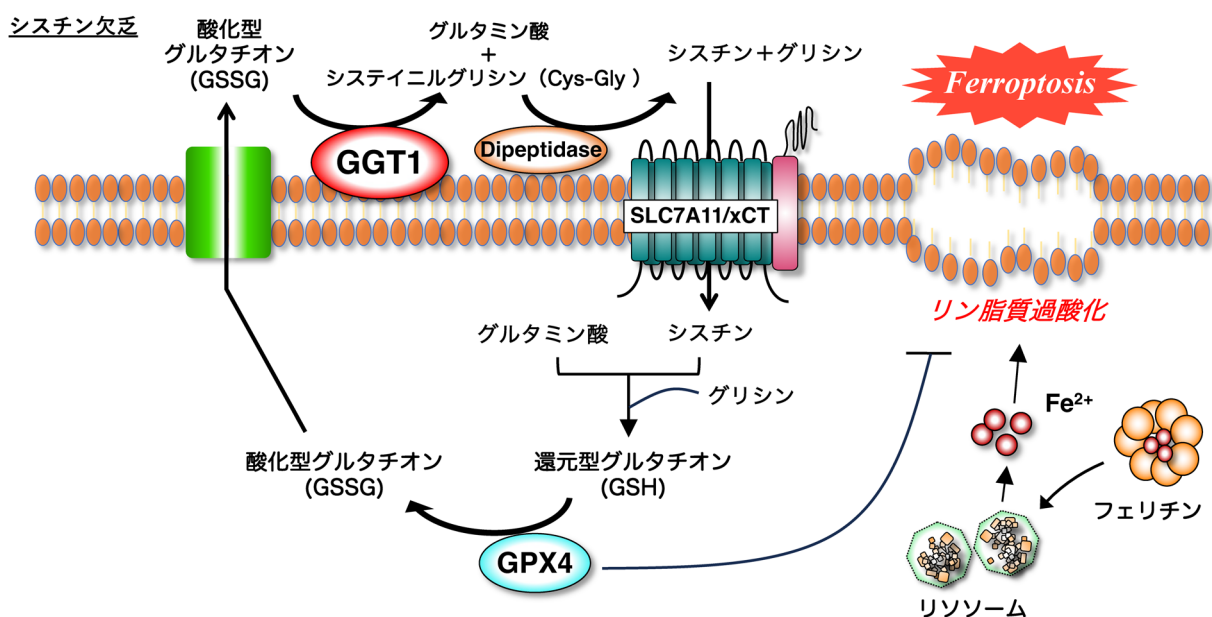 シスチン欠乏
酸化型
グルタチオン
(GSSG)
グルタミン酸
+
システイニルグリシン（Cys-Gly ）
シスチン＋グリシン
Ferroptosis
GGT1
Dipeptidase
SLC7A11/xCT
リン脂質過酸化
グルタミン酸
シスチン
グリシン
Fe²⁺
酸化型グルタチオン
(GSSG)
還元型グルタチオン
(GSH)
フェリチン
GPX4
リソソーム